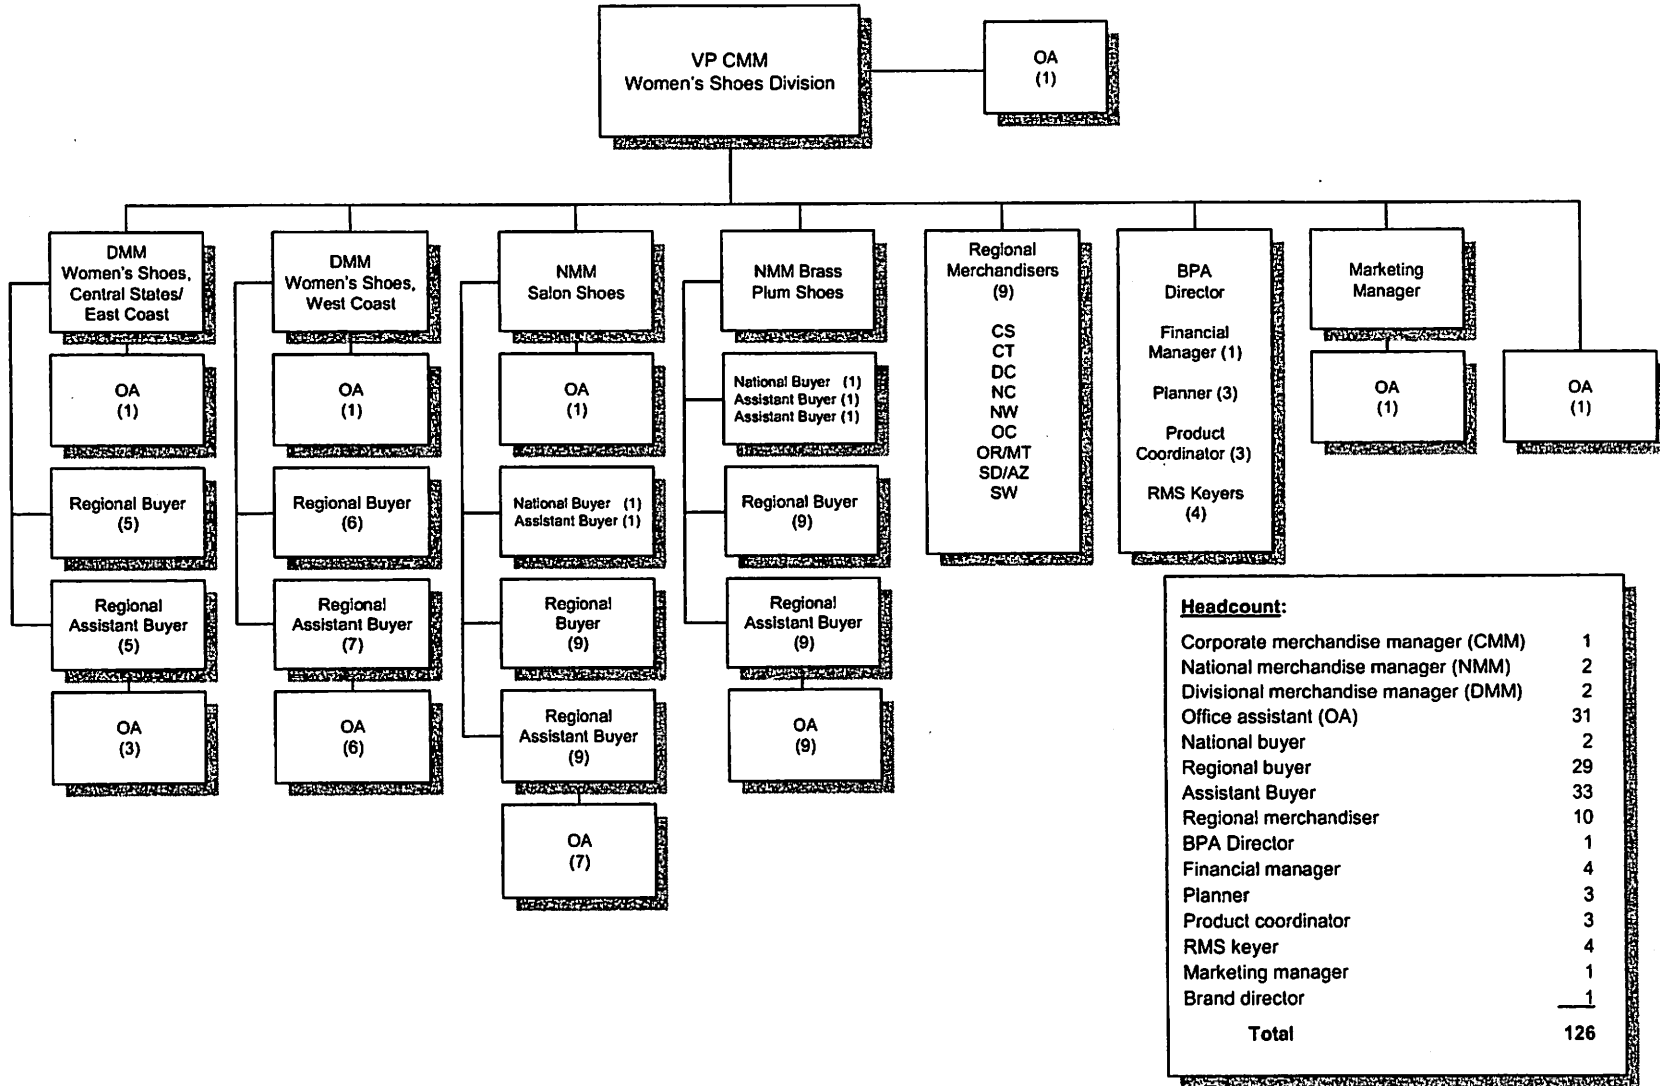 VP CMM
Women's Shoes Division
OA
(1)
DMM
Women's Shoes,
Central States/
East Coast
OA
(1)
Regional Buyer
(5)
Regional
Assistant Buyer
(5)
OA
(3)
DMM
Women's Shoes,
West Coast
OA
(1)
Regional Buyer
(6)
Regional
Assistant Buyer
(7)
OA
(6)
NMM
Salon Shoes
OA
(1)
National Buyer (1)
Assistant Buyer (1)
Regional
Buyer
(9)
Regional
Assistant Buyer
(9)
OA
(7)
NMM Brass
Plum Shoes
National Buyer (1)
Assistant Buyer (1)
Assistant Buyer (1)
Regional Buyer
(9)
Regional
Assistant Buyer
(9)
OA
(9)
Regional
Merchandisers
(9)
CS
CT
DC
NC
NW
OC
OR/MT
SD/AZ
SW
BPA
Director
Financial
Manager (1)
Planner (3)
Product
Coordinator (3)
RMS Keyers
(4)
Marketing
Manager
OA
(1)
OA
(1)
Headcount:
Corporate merchandise manager (CMM) 1
National merchandise manager (NMM) 2
Divisional merchandise manager (DMM) 2
Office assistant (OA) 31
National buyer 2
Regional buyer 29
Assistant Buyer 33
Regional merchandiser 10
BPA Director 1
Financial manager 4
Planner 3
Product coordinator 3
RMS keyer 4
Marketing manager 1
Brand director 1
Total 126